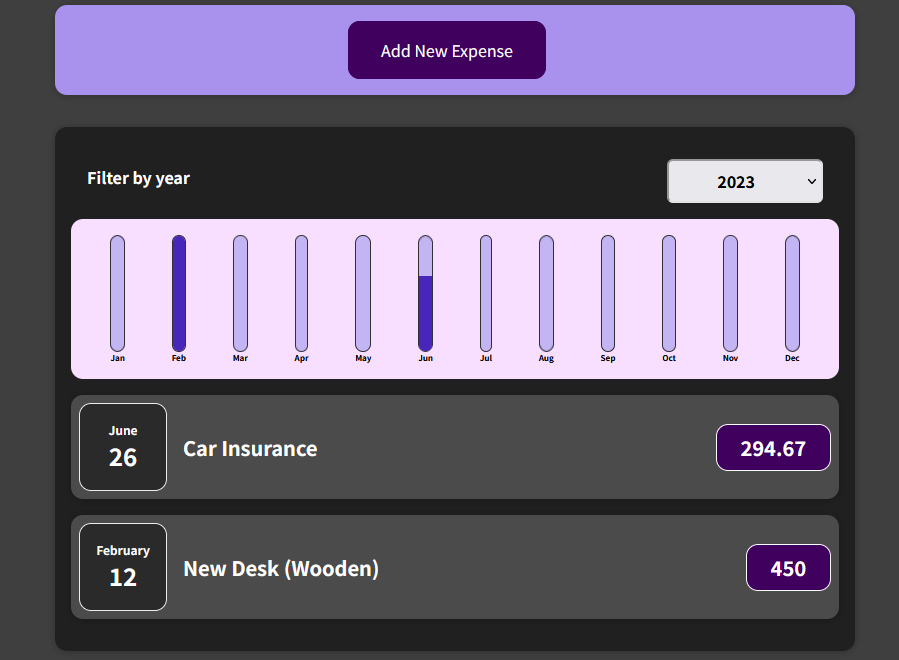 Add New Expense
Filter by year
2023
Jan Feb Mar Apr May Jun Jul Aug Sep Oct Nov Dec
June
26
Car Insurance
294.67
February
12
New Desk (Wooden)
450